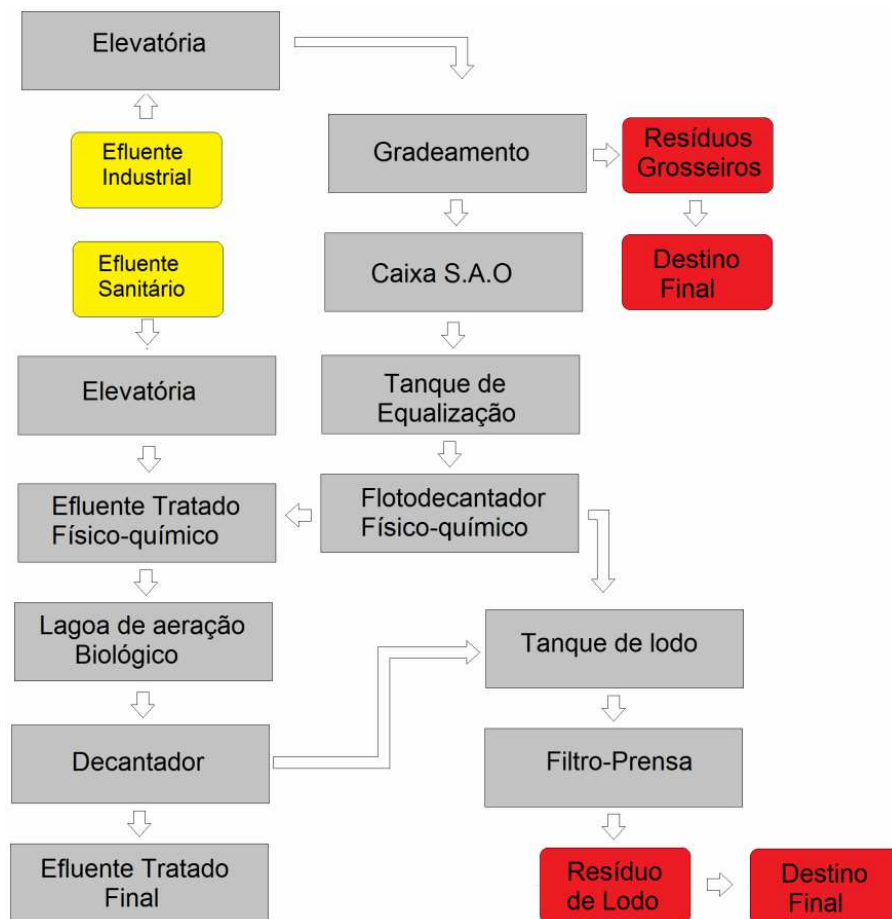 Elevatória
Efluente
Industrial
Gradeamento
Resíduos
Grosseiros
Efluente
Sanitário
Caixa S.A.O
Destino
Final
Elevatória
Tanque de
Equalização
Efluente Tratado
Físico-químico
Flotodecantador
Físico-químico
Lagoa de aeração
Biológico
Tanque de lodo
Decantador
Filtro-Prensa
Efluente Tratado
Final
Resíduo
de Lodo
Destino
Final